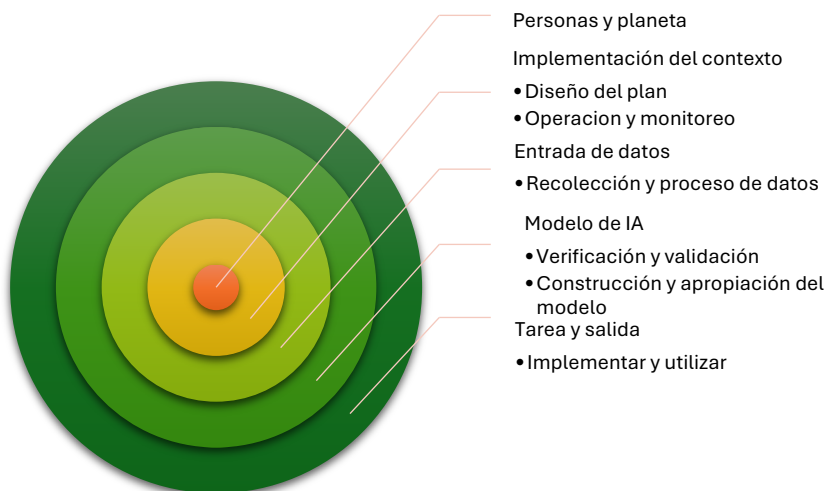 Personas y planeta
Implementación del contexto
•Diseño del plan
•Operacion y monitoreo
Entrada de datos
•Recolección y proceso de datos
Modelo de IA
•Verificación y validación
•Construcción y apropiación del
modelo
Tarea y salida
•Implementar y utilizar